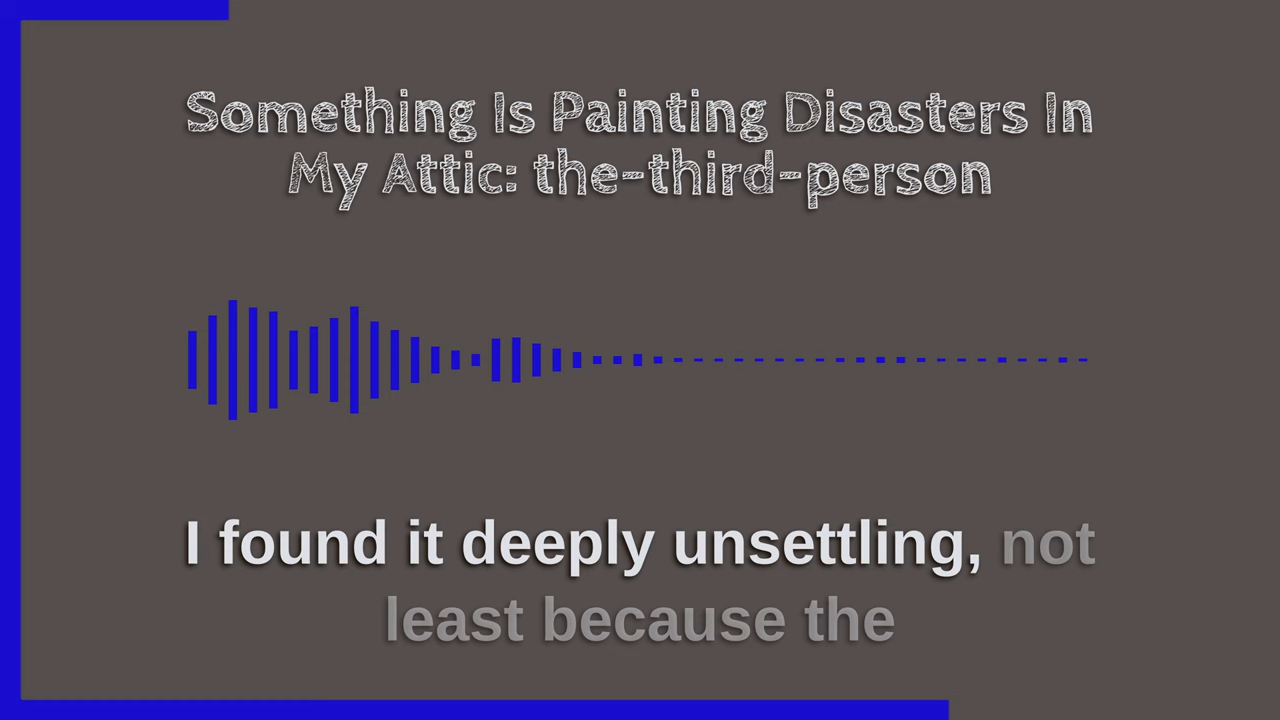 Something Is Painting Disasters In
My Attic: the-third-person
I found it deeply unsettling, not
least because the